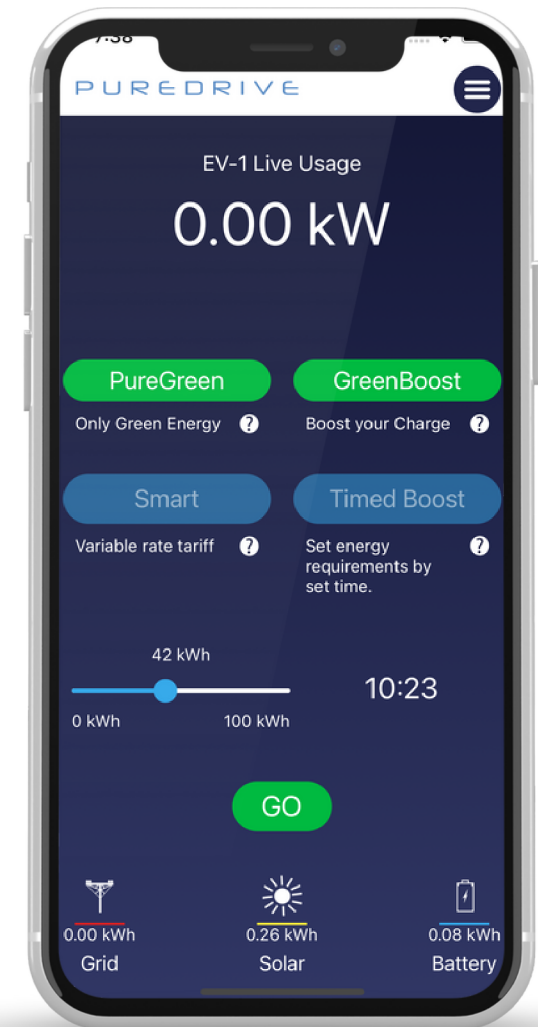 7:38
PUREDRIVE
EV-1 Live Usage
0.00 kW
PureGreen
GreenBoost
Only Green Energy ?
Boost your Charge ?
Smart
Timed Boost
Variable rate tariff ?
Set energy ?
requirements by
set time.
42 kWh
10:23
0 kWh
100 kWh
GO
0.00 kWh
0.26 kWh
0.08 kWh
Grid
Solar
Battery